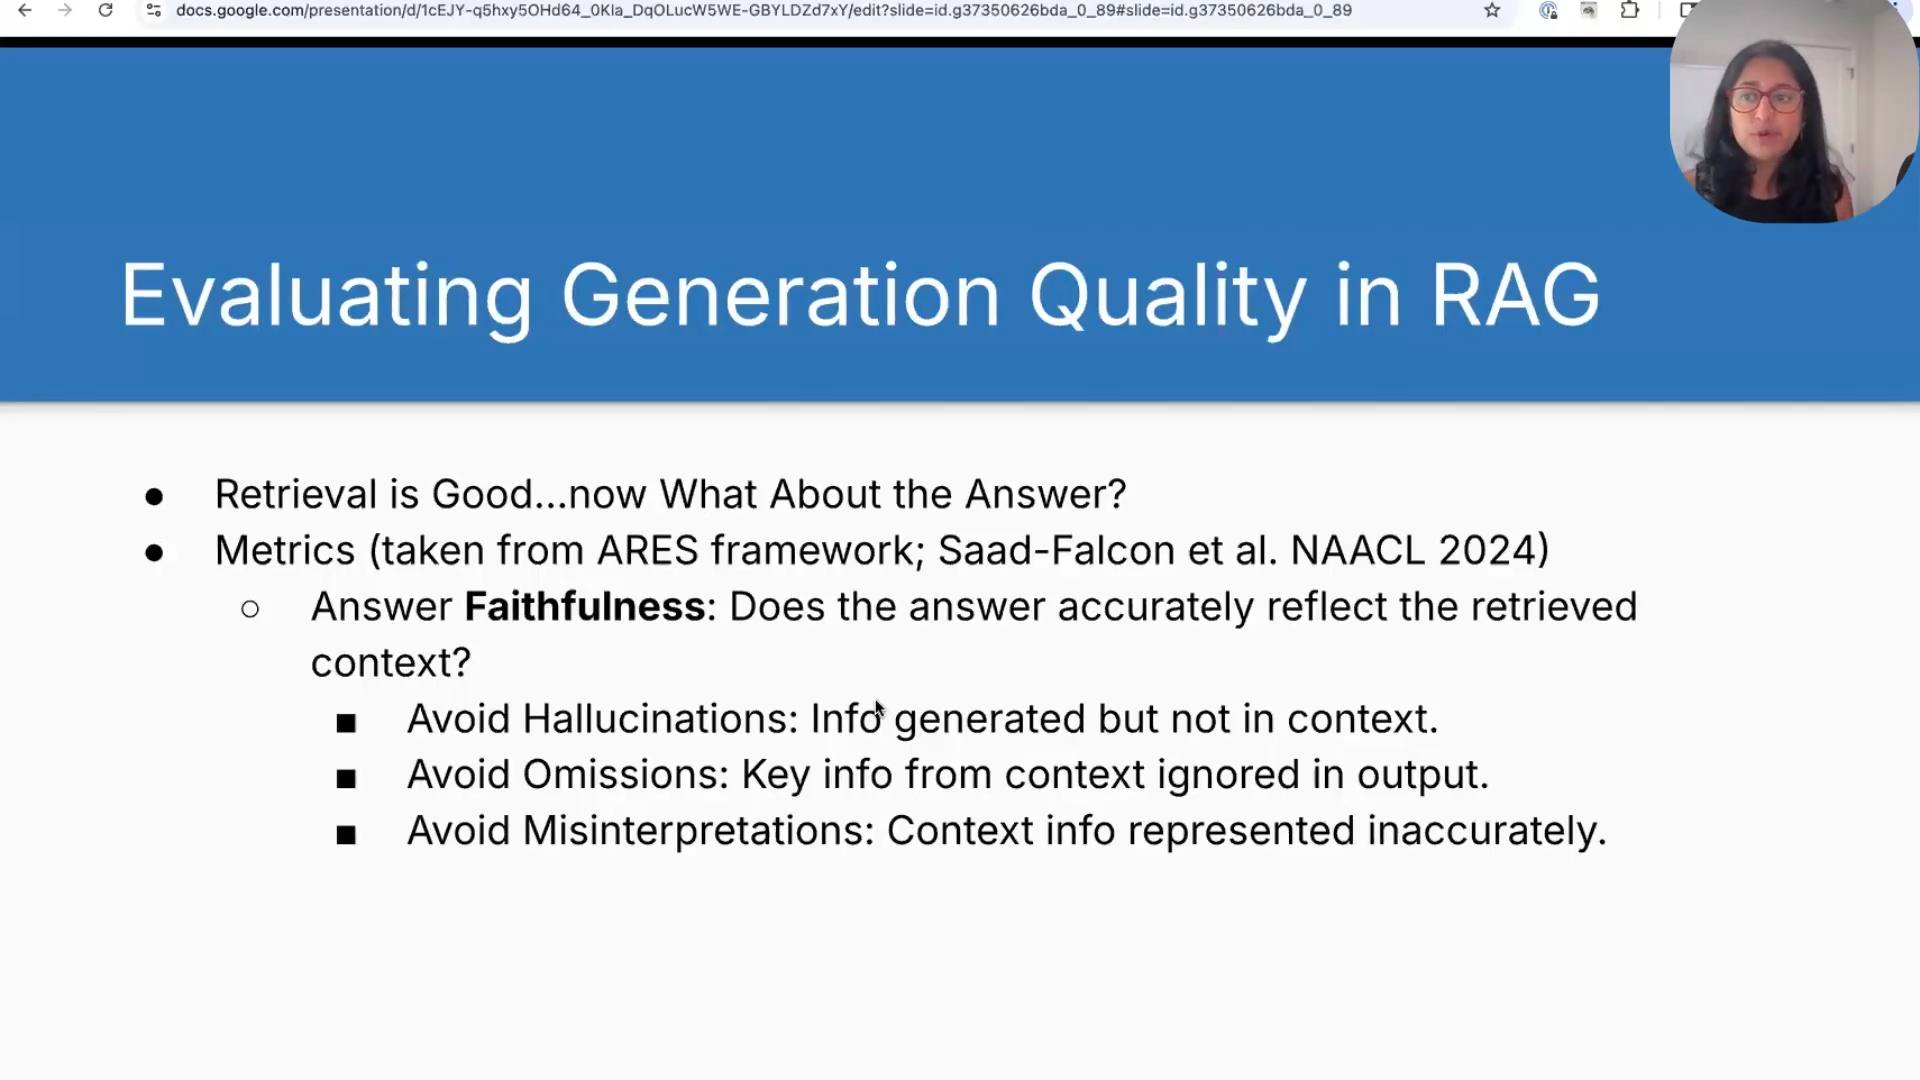 docs.google.com/presentation/d/1cEJY-q5hxy5OHd64_0Kla_DqOLucW5WE-GBYLDZd7xY/edit?slide=id.g37350626bda_0_89#slide=id.g37350626bda_0_89
Evaluating Generation Quality in RAG
● Retrieval is Good...now What About the Answer?
● Metrics (taken from ARES framework; Saad-Falcon et al. NAACL 2024)
○ Answer Faithfulness: Does the answer accurately reflect the retrieved
context?
■ Avoid Hallucinations: Info generated but not in context.
■ Avoid Omissions: Key info from context ignored in output.
■ Avoid Misinterpretations: Context info represented inaccurately.